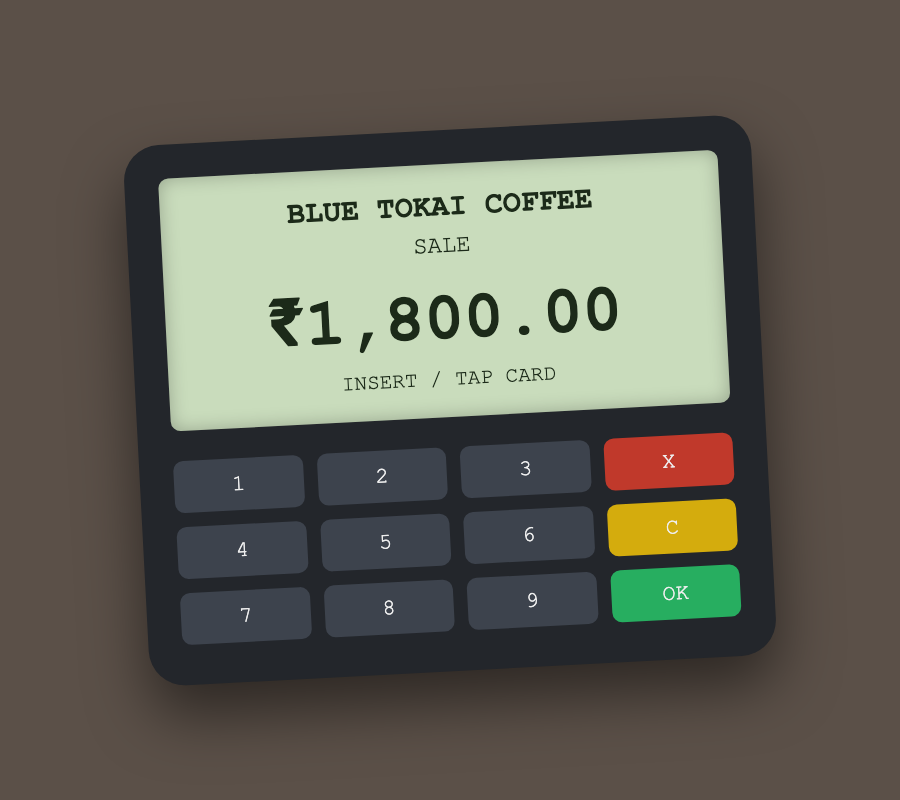 BLUE TOKAI COFFEE
SALE
₹1,800.00
INSERT / TAP CARD
1 2 3 X
4 5 6 C
7 8 9 OK